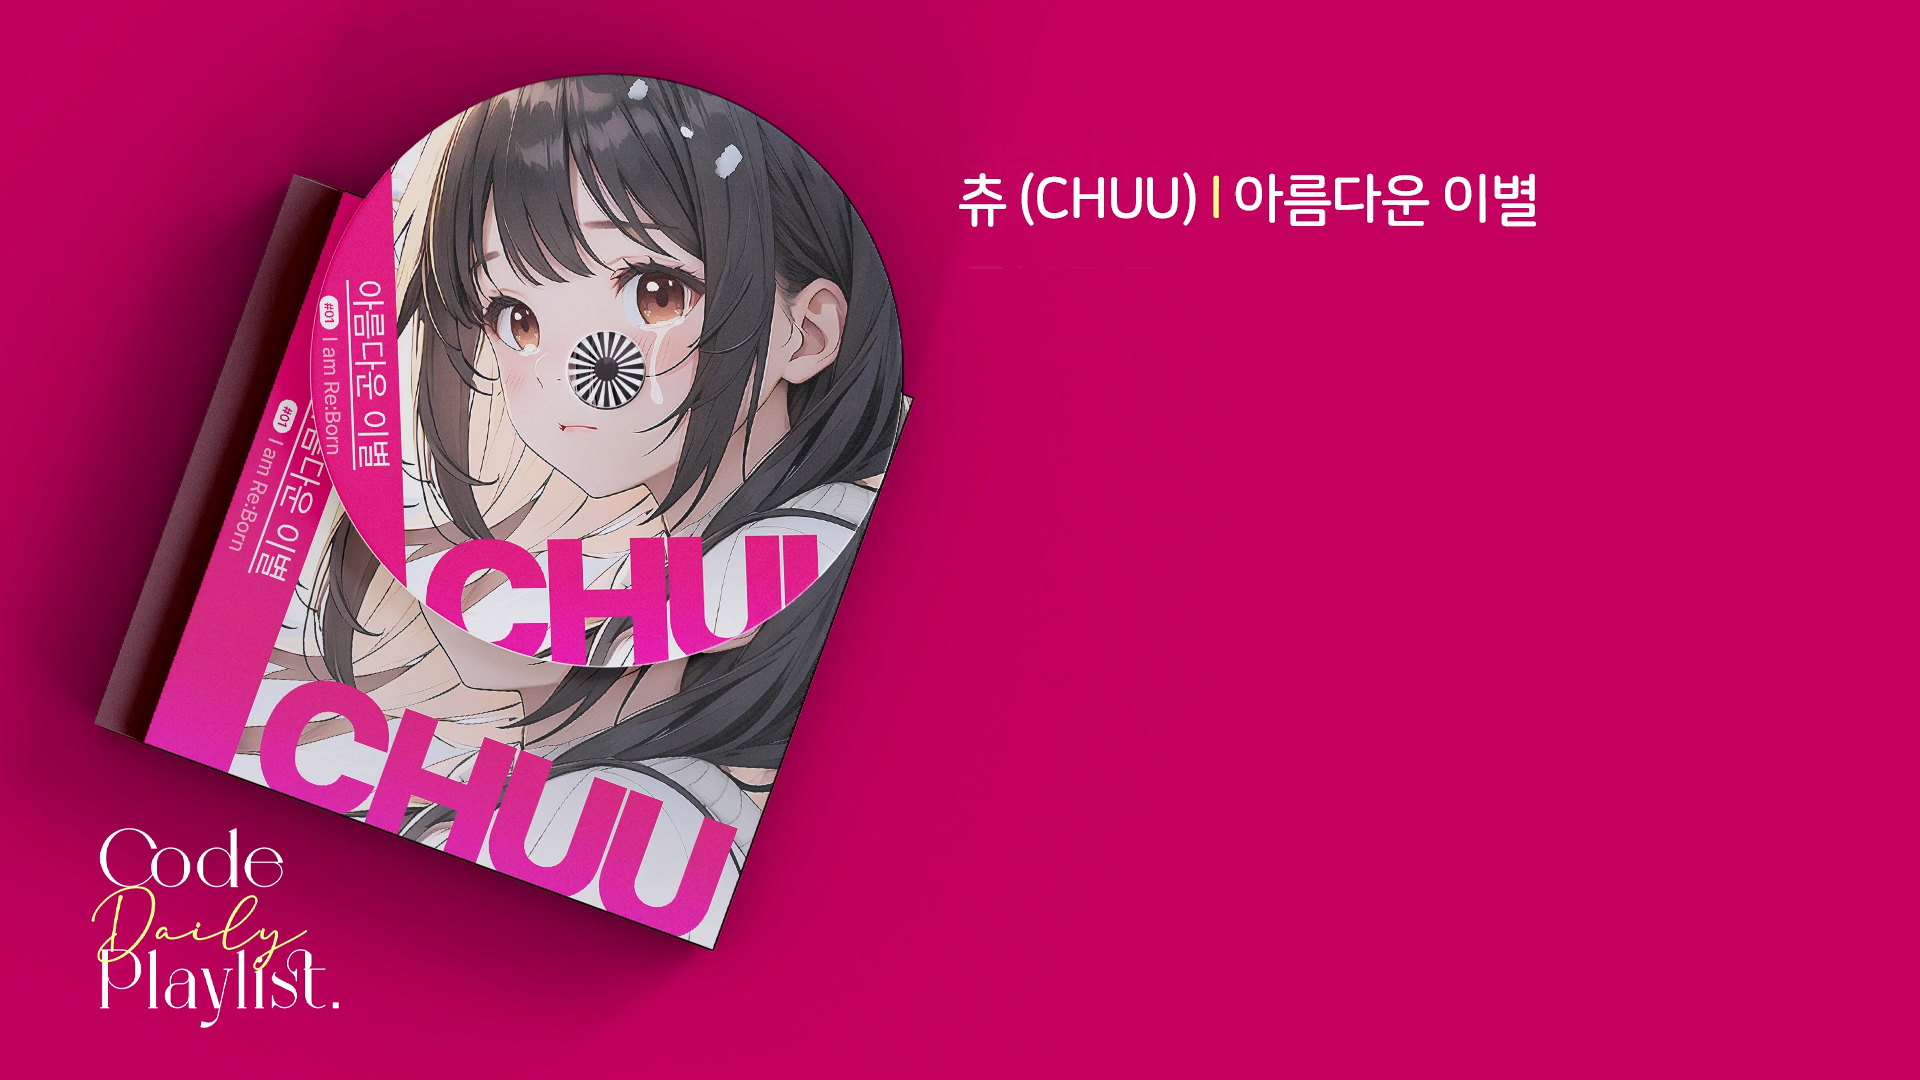 츄 (CHUU) | 아름다운 이별
아름다운 이별
#01 I am Re:Born
CHUU
름다운 이별
#01 I am Re:Born
CHUU
Code
Daily
Playlist.